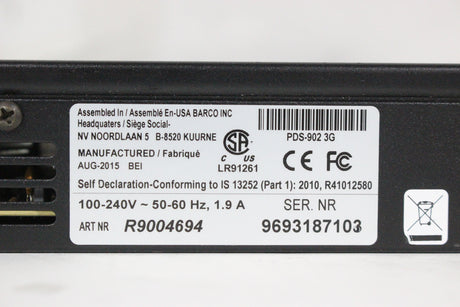 Assembled In / Assemblé En-USA BARCO INC
Headquaters / Siège Social-
NV NOORDLAAN 5 B-8520 KUURNE
MANUFACTURED / Fabriqué
AUG-2015 BEI
SA
C US
LR91261
PDS-902 3G
CE FC
Self Declaration-Conforming to IS 13252 (Part 1): 2010, R41012580
100-240V ~ 50-60 Hz, 1.9 A
SER. NR
ART NR R9004694
9693187103